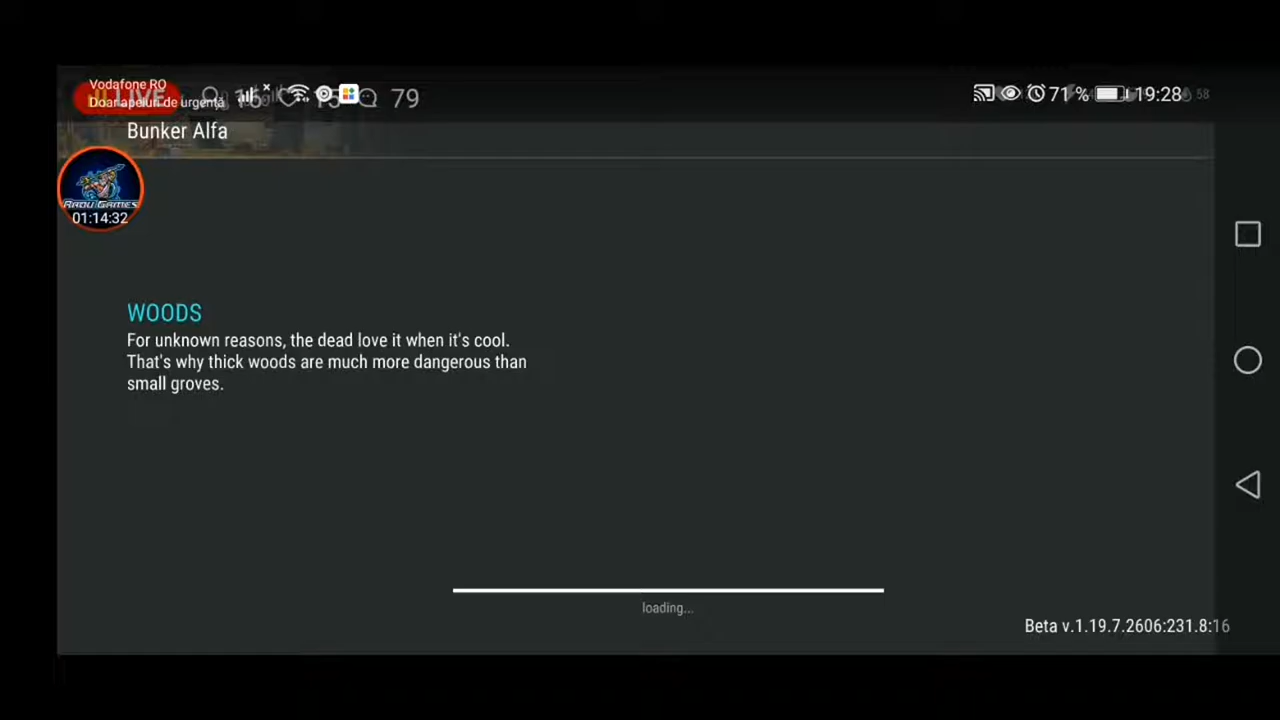 Vodafone RO
Doar apeluri de urgență
LIVE
79
71 %
19:28
58
Bunker Alfa
RADU GAMES
01:14:32
WOODS
For unknown reasons, the dead love it when it's cool.
That's why thick woods are much more dangerous than
small groves.
loading...
Beta v.1.19.7.2606:231.8:16